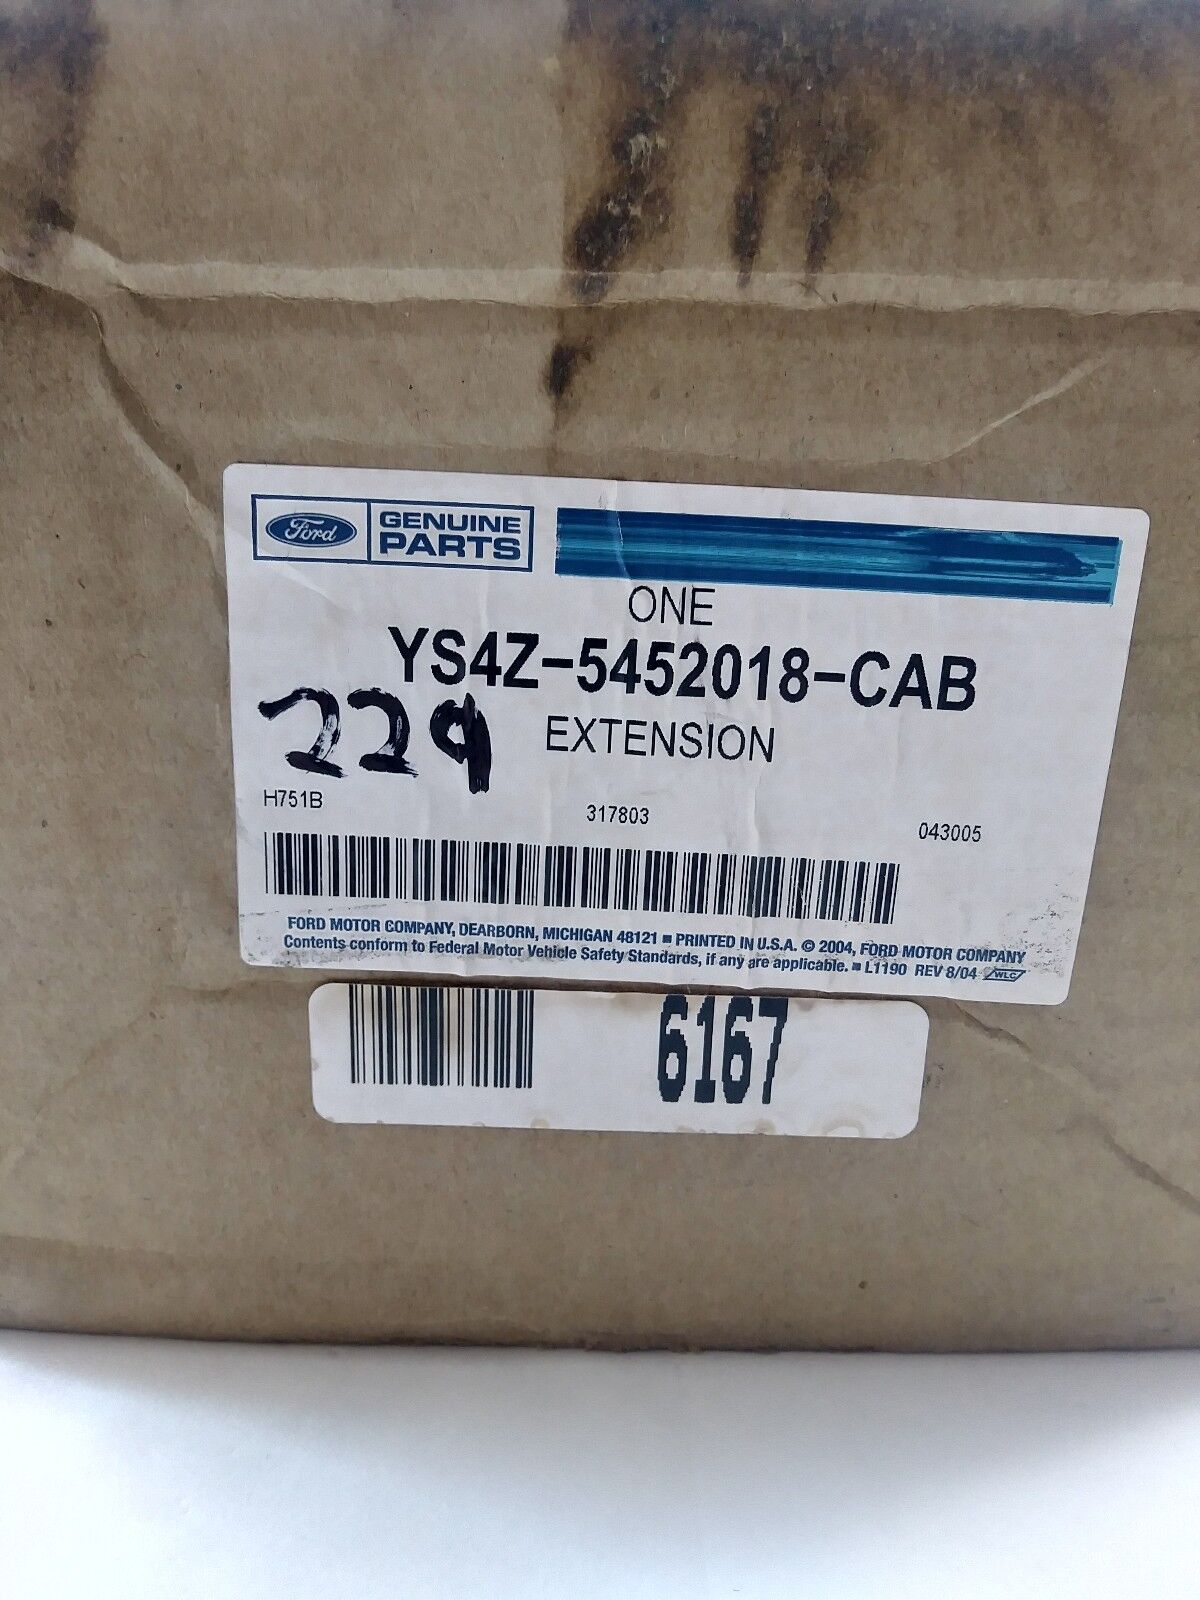 Ford GENUINE
PARTS
ONE
YS4Z-5452018-CAB
229
EXTENSION
H751B 317803 043005
FORD MOTOR COMPANY, DEARBORN, MICHIGAN 48121 ■ PRINTED IN U.S.A. © 2004, FORD MOTOR COMPANY
Contents conform to Federal Motor Vehicle Safety Standards, if any are applicable. ■ L1190 REV 8/04 WLC
6167